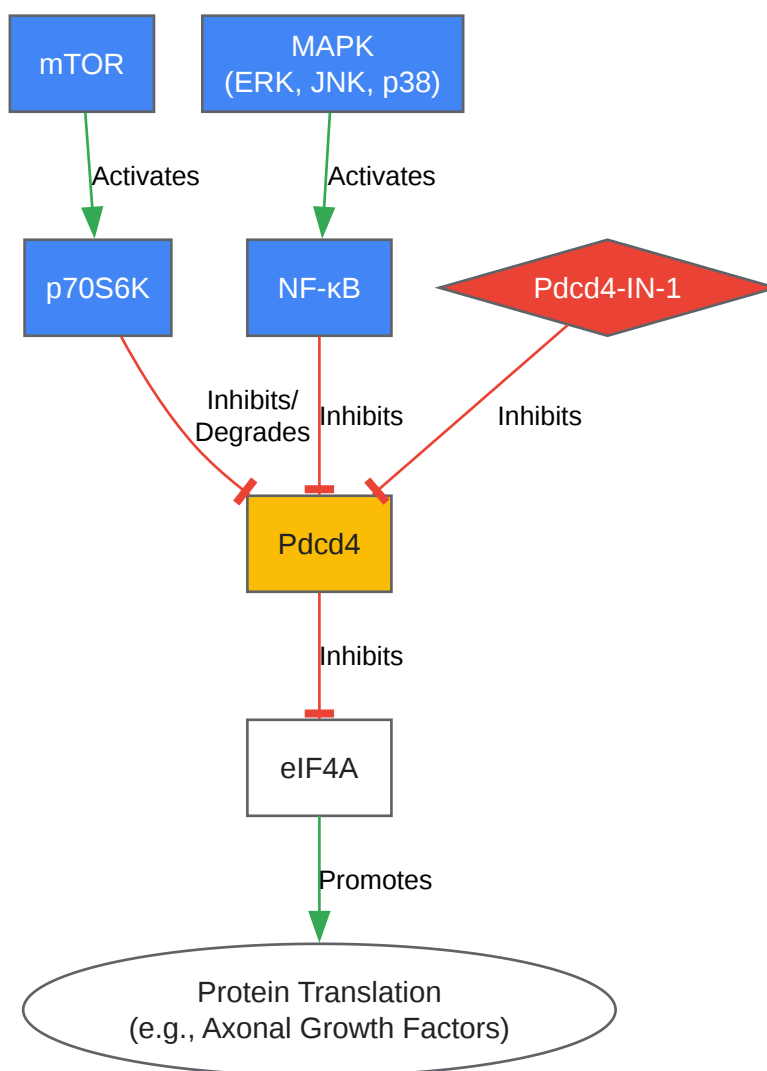 mTOR
MAPK
(ERK, JNK, p38)
Activates
Activates
p70S6K
NF-κB
Pdcd4-IN-1
Inhibits/
Degrades
Inhibits
Inhibits
Pdcd4
Inhibits
eIF4A
Promotes
Protein Translation
(e.g., Axonal Growth Factors)